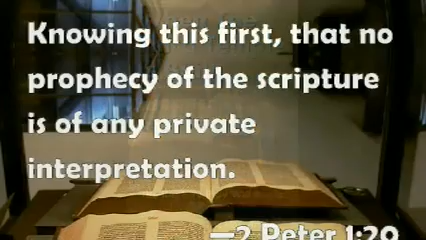 Knowing this first, that no
prophecy of the scripture
is of any private
interpretation.
—2 Peter 1:20